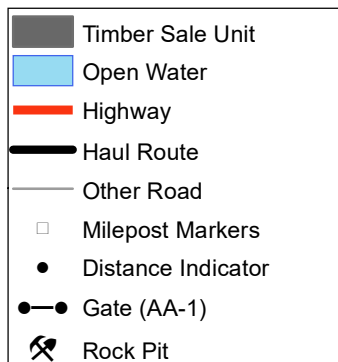 Timber Sale Unit
Open Water
Highway
Haul Route
Other Road
Milepost Markers
Distance Indicator
Gate (AA-1)
Rock Pit